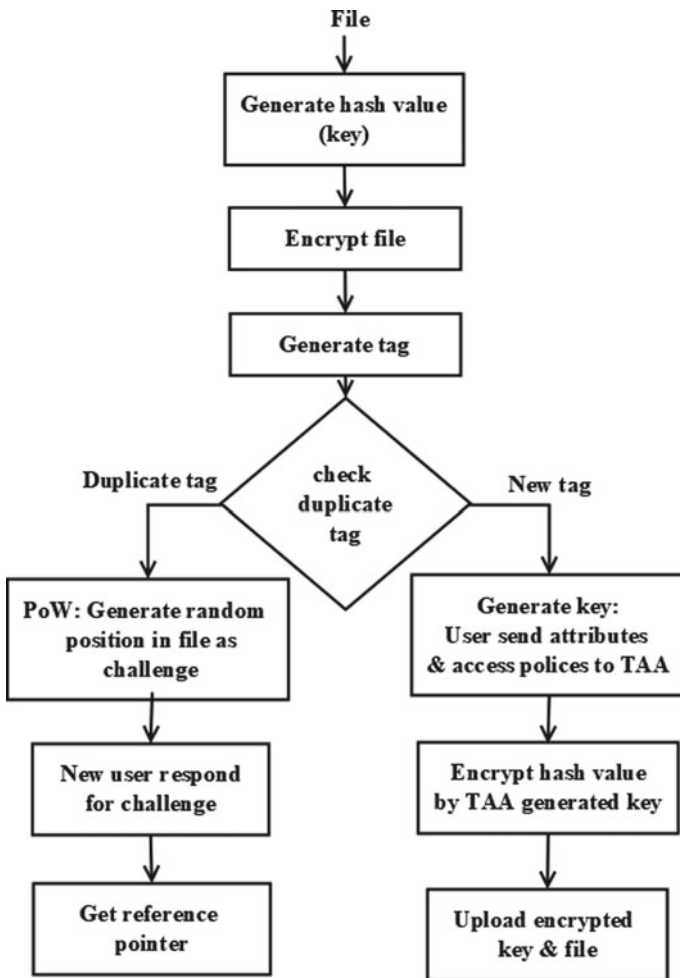 File
Generate hash value
(key)
Encrypt file
Generate tag
check
duplicate
tag
Duplicate tag
New tag
PoW: Generate random
position in file as
challenge
New user respond
for challenge
Get reference
pointer
Generate key:
User send attributes
& access polices to TAA
Encrypt hash value
by TAA generated key
Upload encrypted
key & file